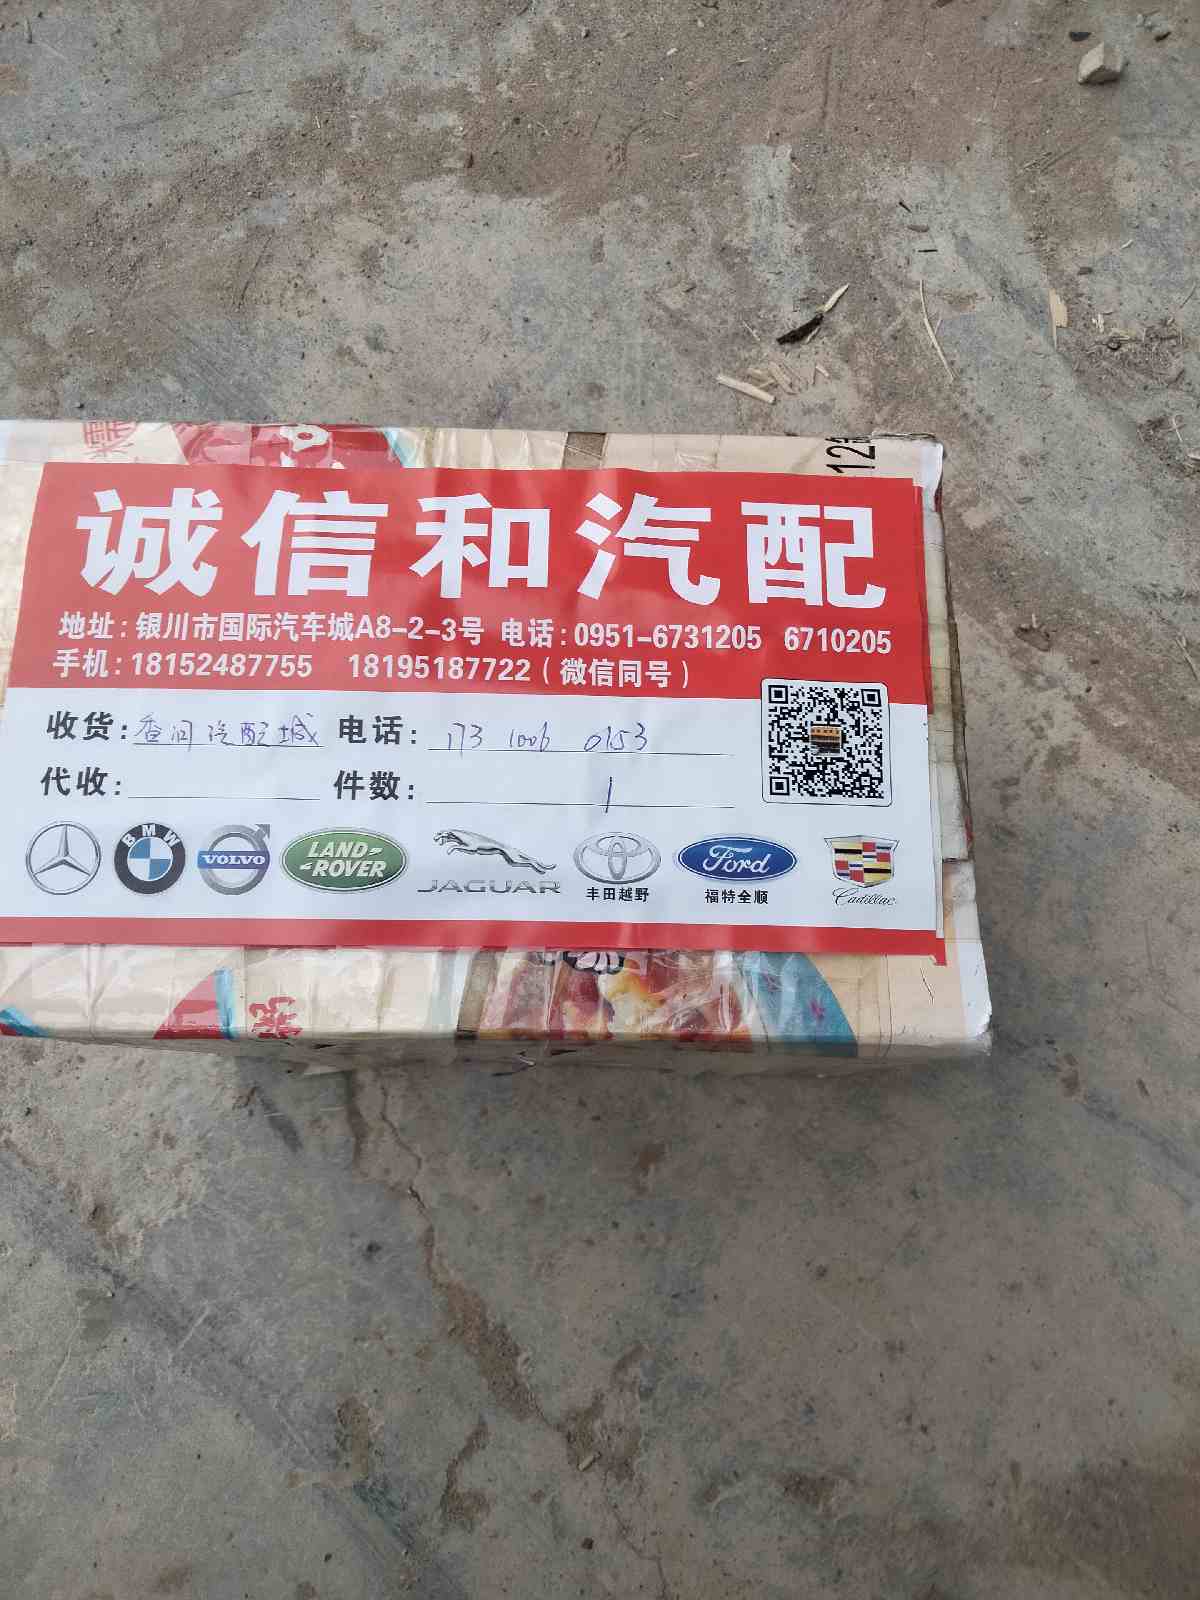 12
诚信和汽配
地址:银川市国际汽车城A8-2-3号 电话:0951-6731205 6710205
手机:18152487755 18195187722(微信同号)
收货:香河汽配城 电话: 173 1006 0153
代收: 件数: 1
BMW
VOLVO
LAND-
-ROVER
JAGUAR
丰田越野
Ford
福特全顺
Cadillac